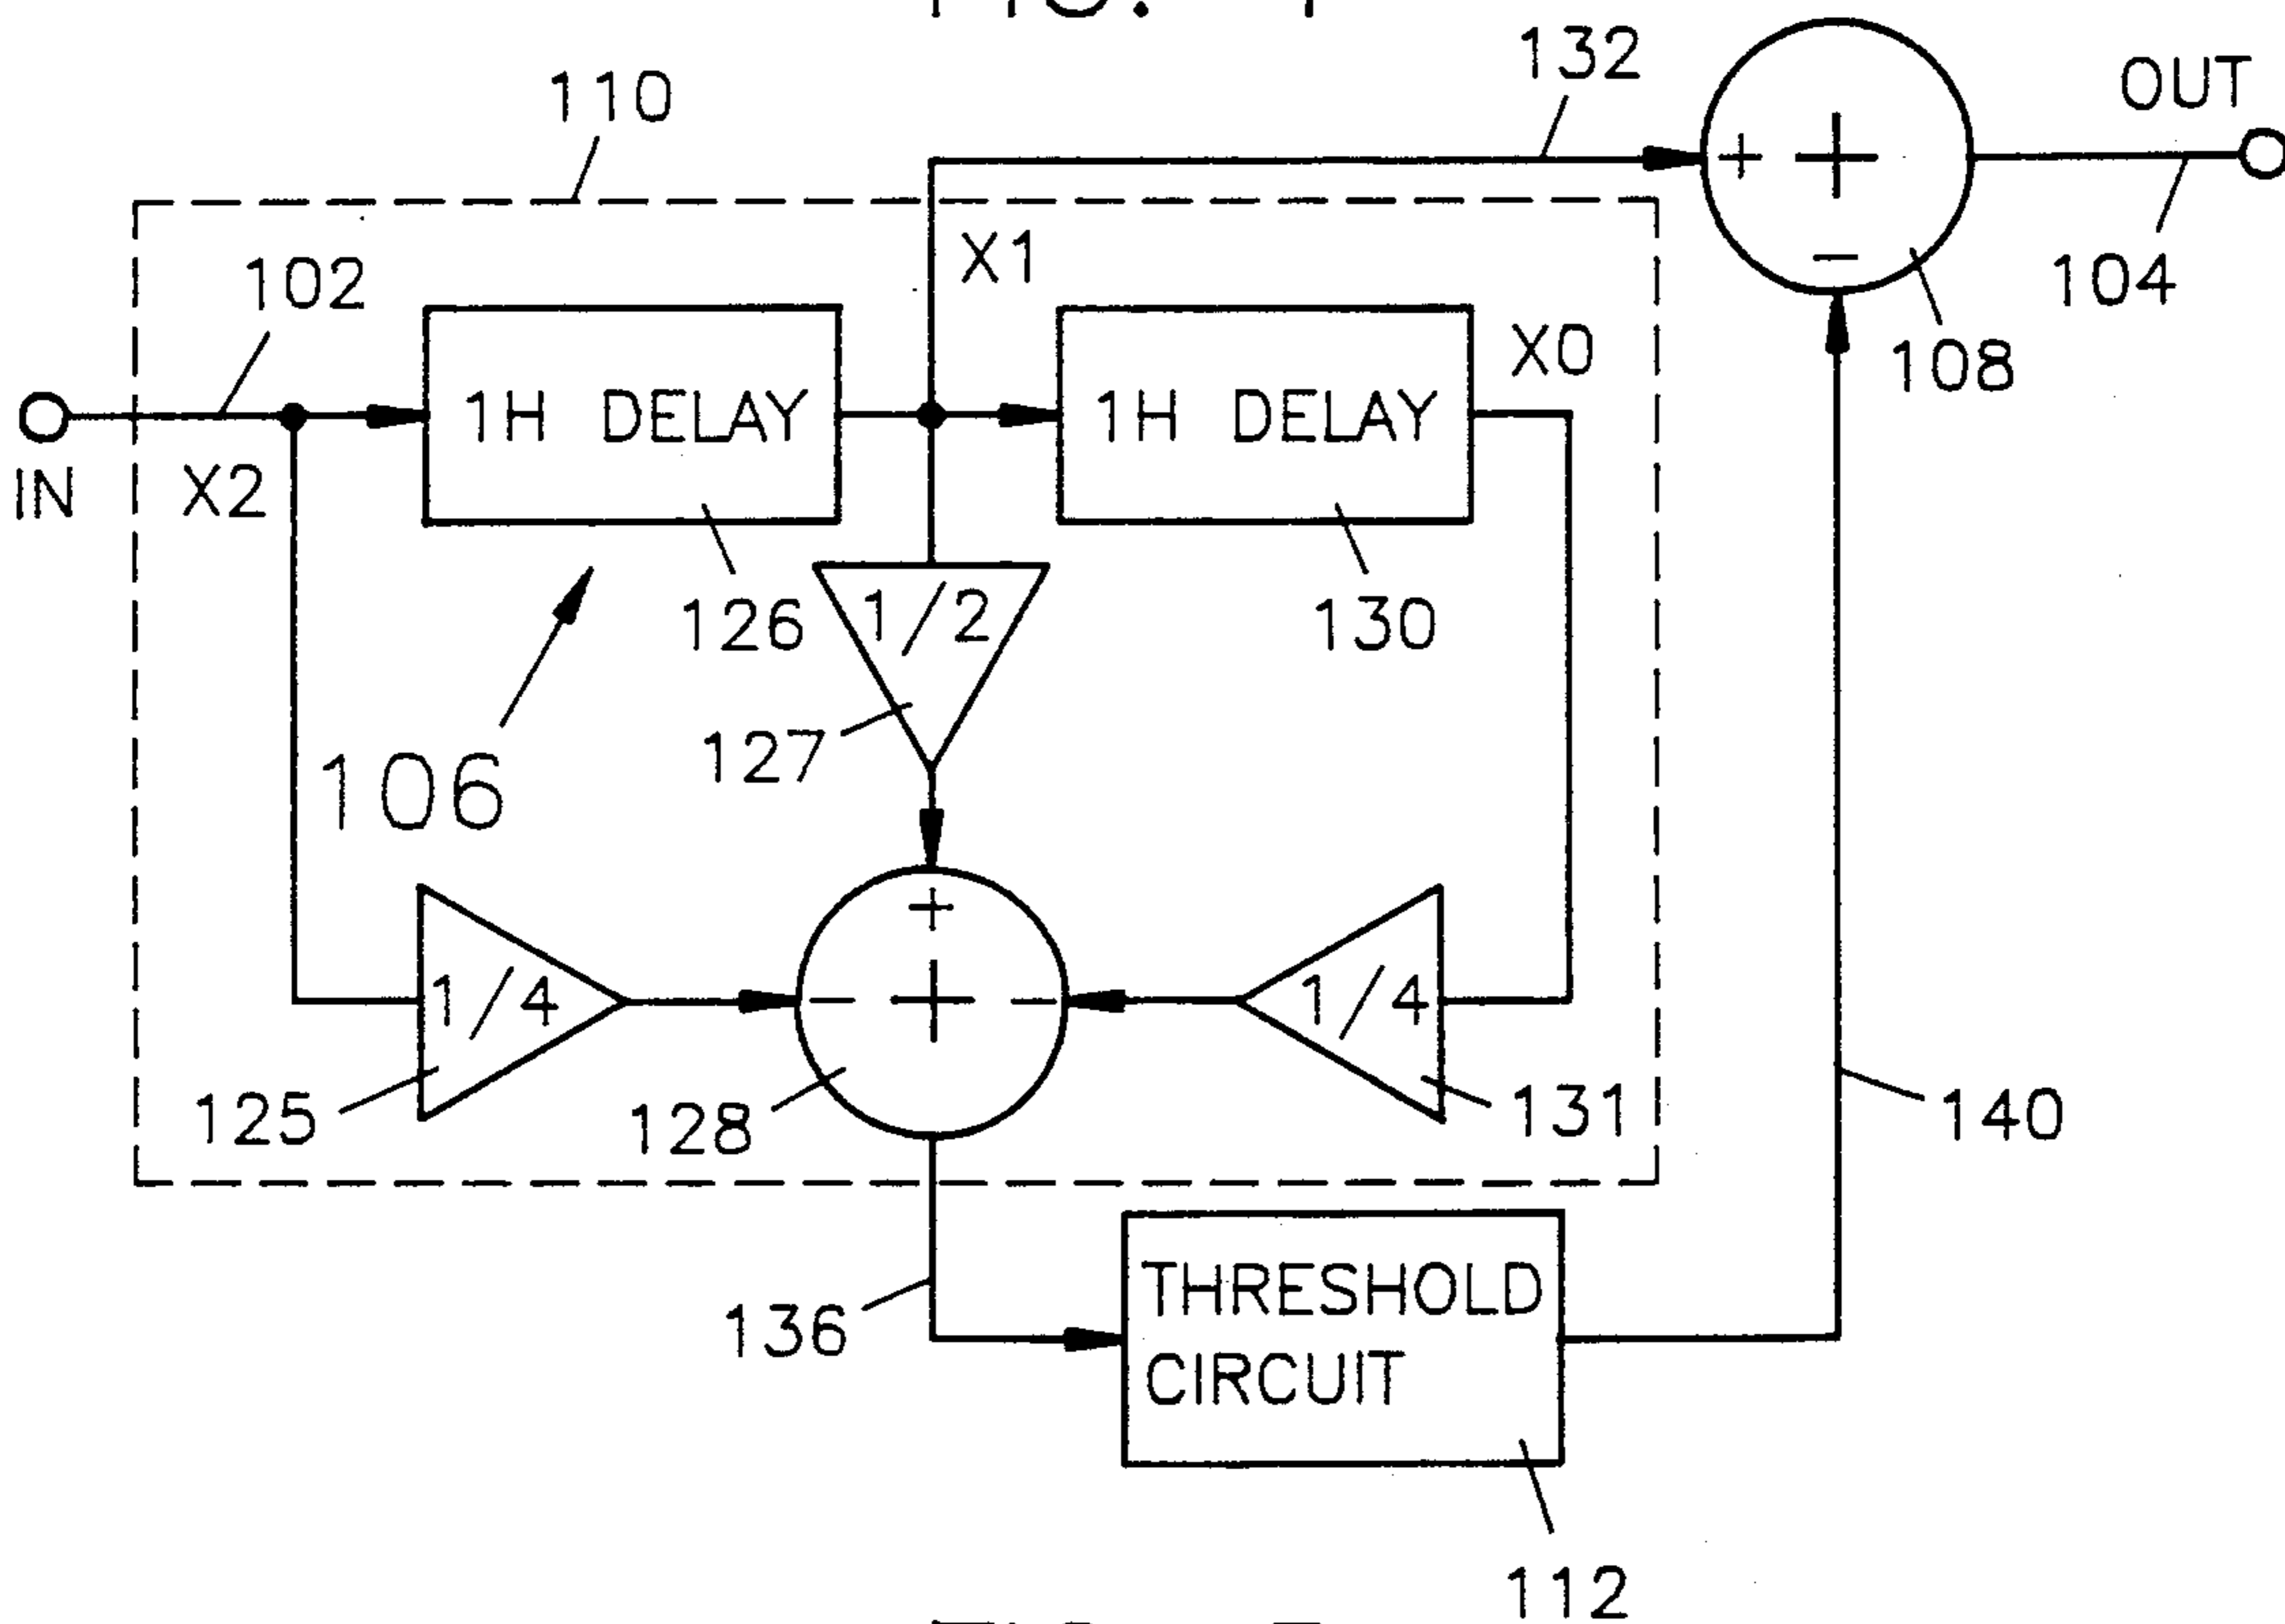 132
OUT
110
+
+
X1
102
−
104
X0
108
1H DELAY
1H DELAY
IN
X2
1/2
126
130
127
106
+
1/4
−
+
−
1/4
125
128
131
140
THRESHOLD
136
CIRCUIT
112